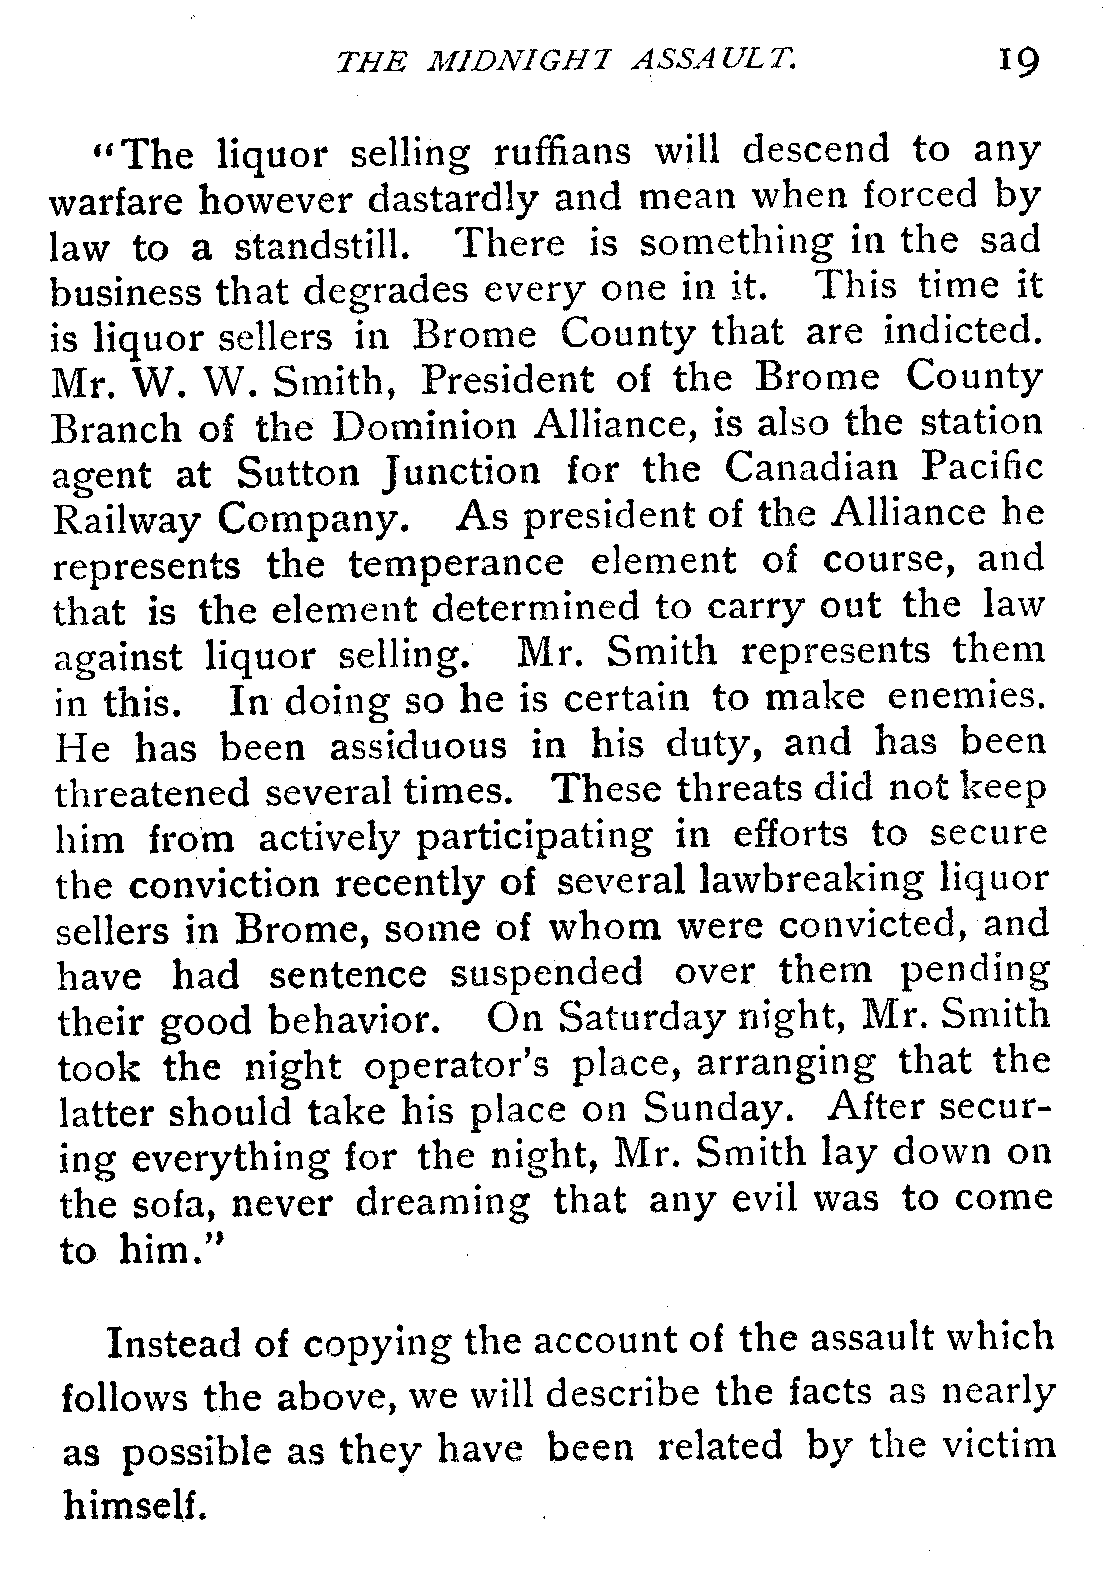 THE MIDNIGHT ASSAULT. 19
"The liquor selling ruffians will descend to any
warfare however dastardly and mean when forced by
law to a standstill. There is something in the sad
business that degrades every one in it. This time it
is liquor sellers in Brome County that are indicted.
Mr. W. W. Smith, President of the Brome County
Branch of the Dominion Alliance, is also the station
agent at Sutton Junction for the Canadian Pacific
Railway Company. As president of the Alliance he
represents the temperance element of course, and
that is the element determined to carry out the law
against liquor selling. Mr. Smith represents them
in this. In doing so he is certain to make enemies.
He has been assiduous in his duty, and has been
threatened several times. These threats did not keep
him from actively participating in efforts to secure
the conviction recently of several lawbreaking liquor
sellers in Brome, some of whom were convicted, and
have had sentence suspended over them pending
their good behavior. On Saturday night, Mr. Smith
took the night operator's place, arranging that the
latter should take his place on Sunday. After secur-
ing everything for the night, Mr. Smith lay down on
the sofa, never dreaming that any evil was to come
to him."
Instead of copying the account of the assault which
follows the above, we will describe the facts as nearly
as possible as they have been related by the victim
himself.